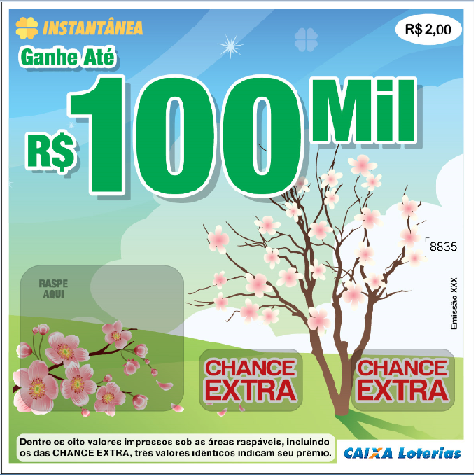 INSTANTÂNEA
R$ 2,00
Ganhe Até
R$ 100 Mil
8835
Emissão XXX
RASPE
AQUI
CHANCE
EXTRA
CHANCE
EXTRA
Dentre os oito valores impressos sob as áreas raspáveis, incluindo
os das CHANCE EXTRA, três valores idênticos indicam seu prêmio.
CAIXA Loterias